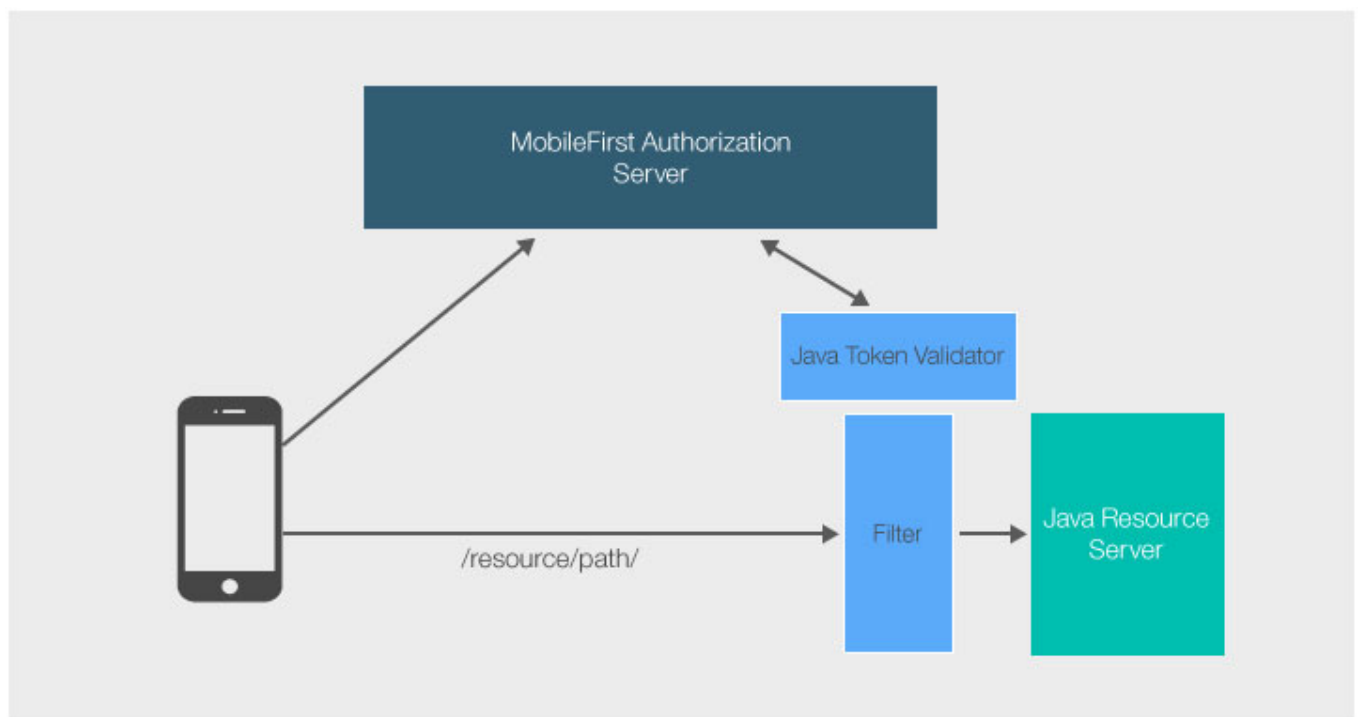 MobileFirst Authorization
Server
Java Token Validator
Filter
Java Resource
Server
/resource/path/